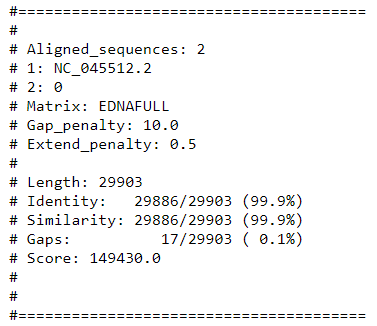 #=======================================
#
# Aligned_sequences: 2
# 1: NC_045512.2
# 2: 0
# Matrix: EDNAFULL
# Gap_penalty: 10.0
# Extend_penalty: 0.5
#
# Length: 29903
# Identity:   29886/29903 (99.9%)
# Similarity: 29886/29903 (99.9%)
# Gaps:          17/29903 ( 0.1%)
# Score: 149430.0
#
#
#=======================================